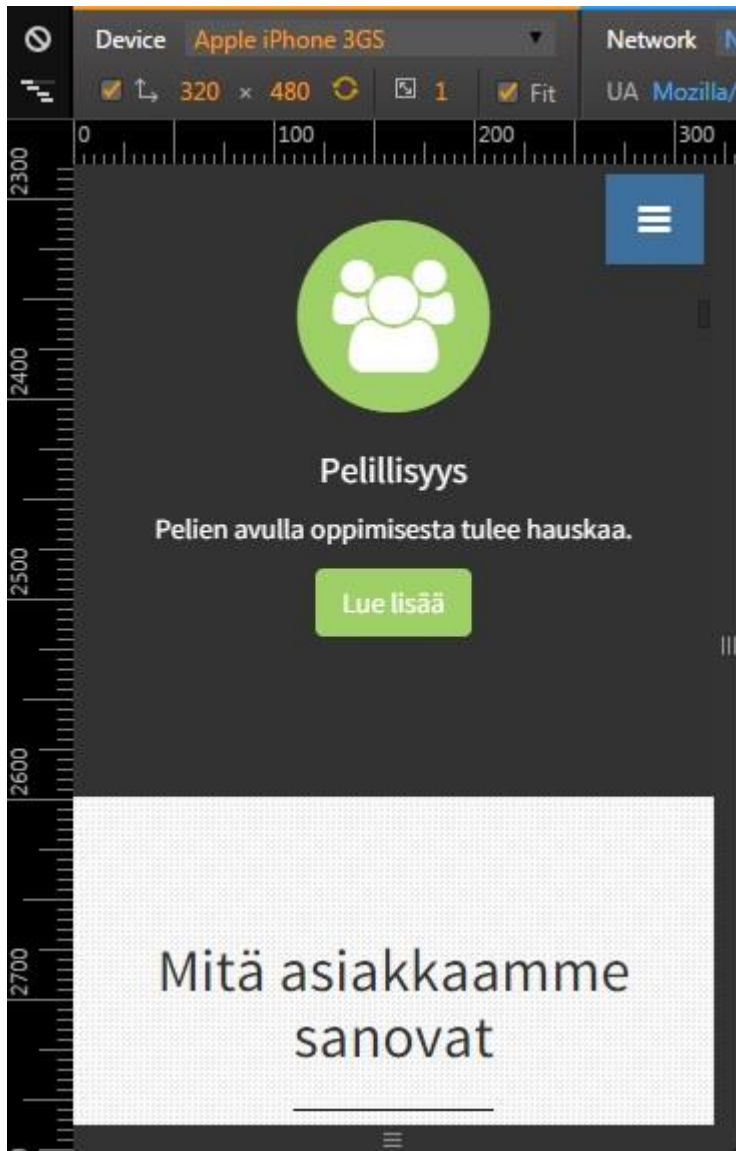 Device Apple iPhone 3GS Network
320 × 480 1 Fit UA Mozilla/
0 100 200 300
2300
2400
Pelillisyys
Pelien avulla oppimisesta tulee hauskaa.
2500
Lue lisää
2600
2700
Mitä asiakkaamme
sanovat